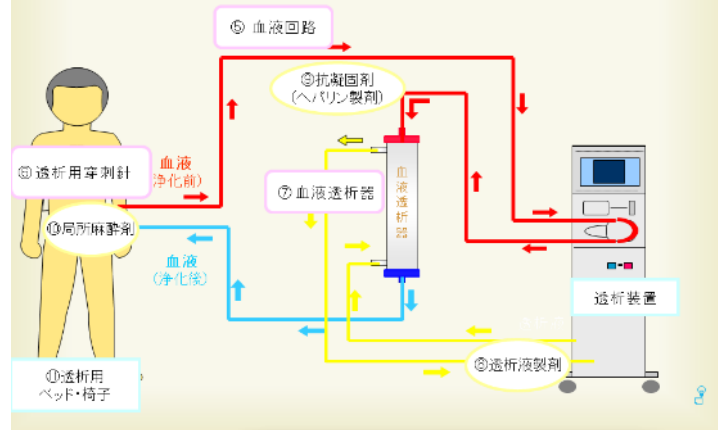 ⑤ 血液回路
⑨抗凝固剤
(ヘパリン製剤)
⑥透析用穿刺針
血液
(浄化前)
⑦血液透析器
血液透析器
⑩局所麻酔剤
血液
(浄化後)
透析装置
⑧透析液製剤
⑪透析用
ベッド・椅子